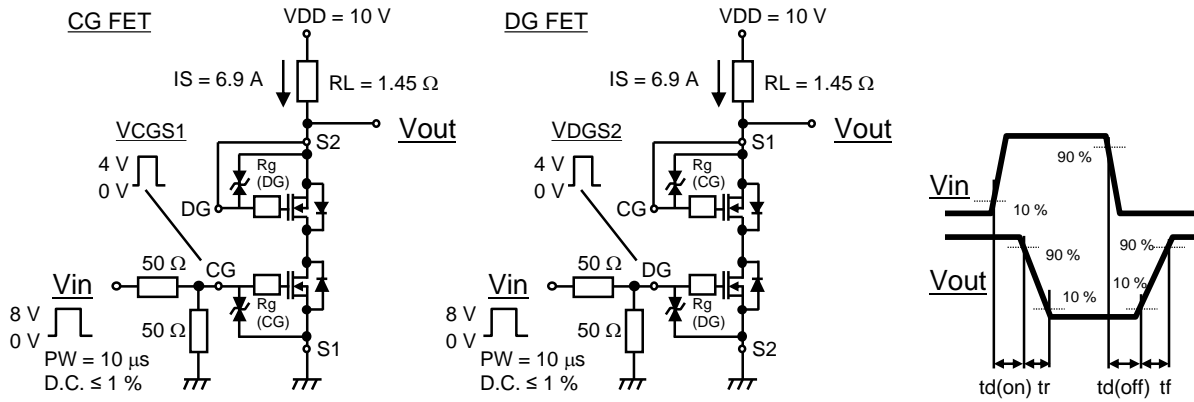 CG FET
VDD = 10 V
IS = 6.9 A
RL = 1.45 Ω
Vout
VCGS1
S2
4 V
0 V
Rg
(DG)
DG
50 Ω
CG
Vin
Rg
(CG)
8 V
0 V
50 Ω
S1
PW = 10 μs
D.C. ≤ 1 %
DG FET
VDD = 10 V
IS = 6.9 A
RL = 1.45 Ω
Vout
VDGS2
S1
4 V
0 V
Rg
(CG)
CG
50 Ω
DG
Vin
Rg
(DG)
8 V
0 V
50 Ω
S2
PW = 10 μs
D.C. ≤ 1 %
90 %
Vin
10 %
90 %
90 %
Vout
10 %
10 %
td(on) tr
td(off) tf